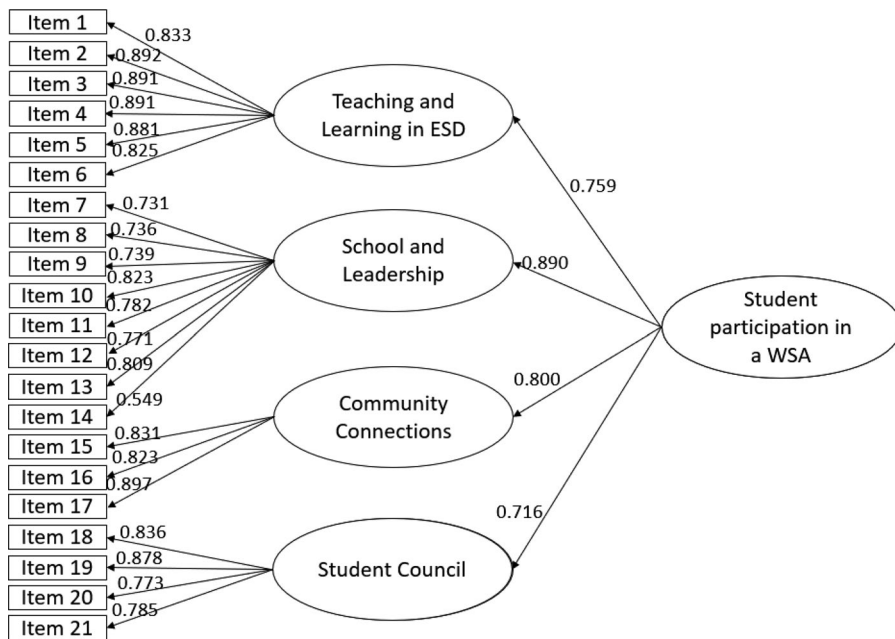 Item 1
0.833
Item 2
0.892
Item 3
0.891
Item 4
0.891
Item 5
0.881
Item 6
0.825
Teaching and
Learning in ESD
0.759
Item 7
0.731
Item 8
0.736
Item 9
0.739
Item 10
0.823
Item 11
0.782
Item 12
0.771
Item 13
0.809
Item 14
0.549
School and
Leadership
0.890
Student
participation in
a WSA
Item 15
0.831
Item 16
0.823
Item 17
0.897
Community
Connections
0.800
Item 18
0.836
Item 19
0.878
Item 20
0.773
Item 21
0.785
Student Council
0.716